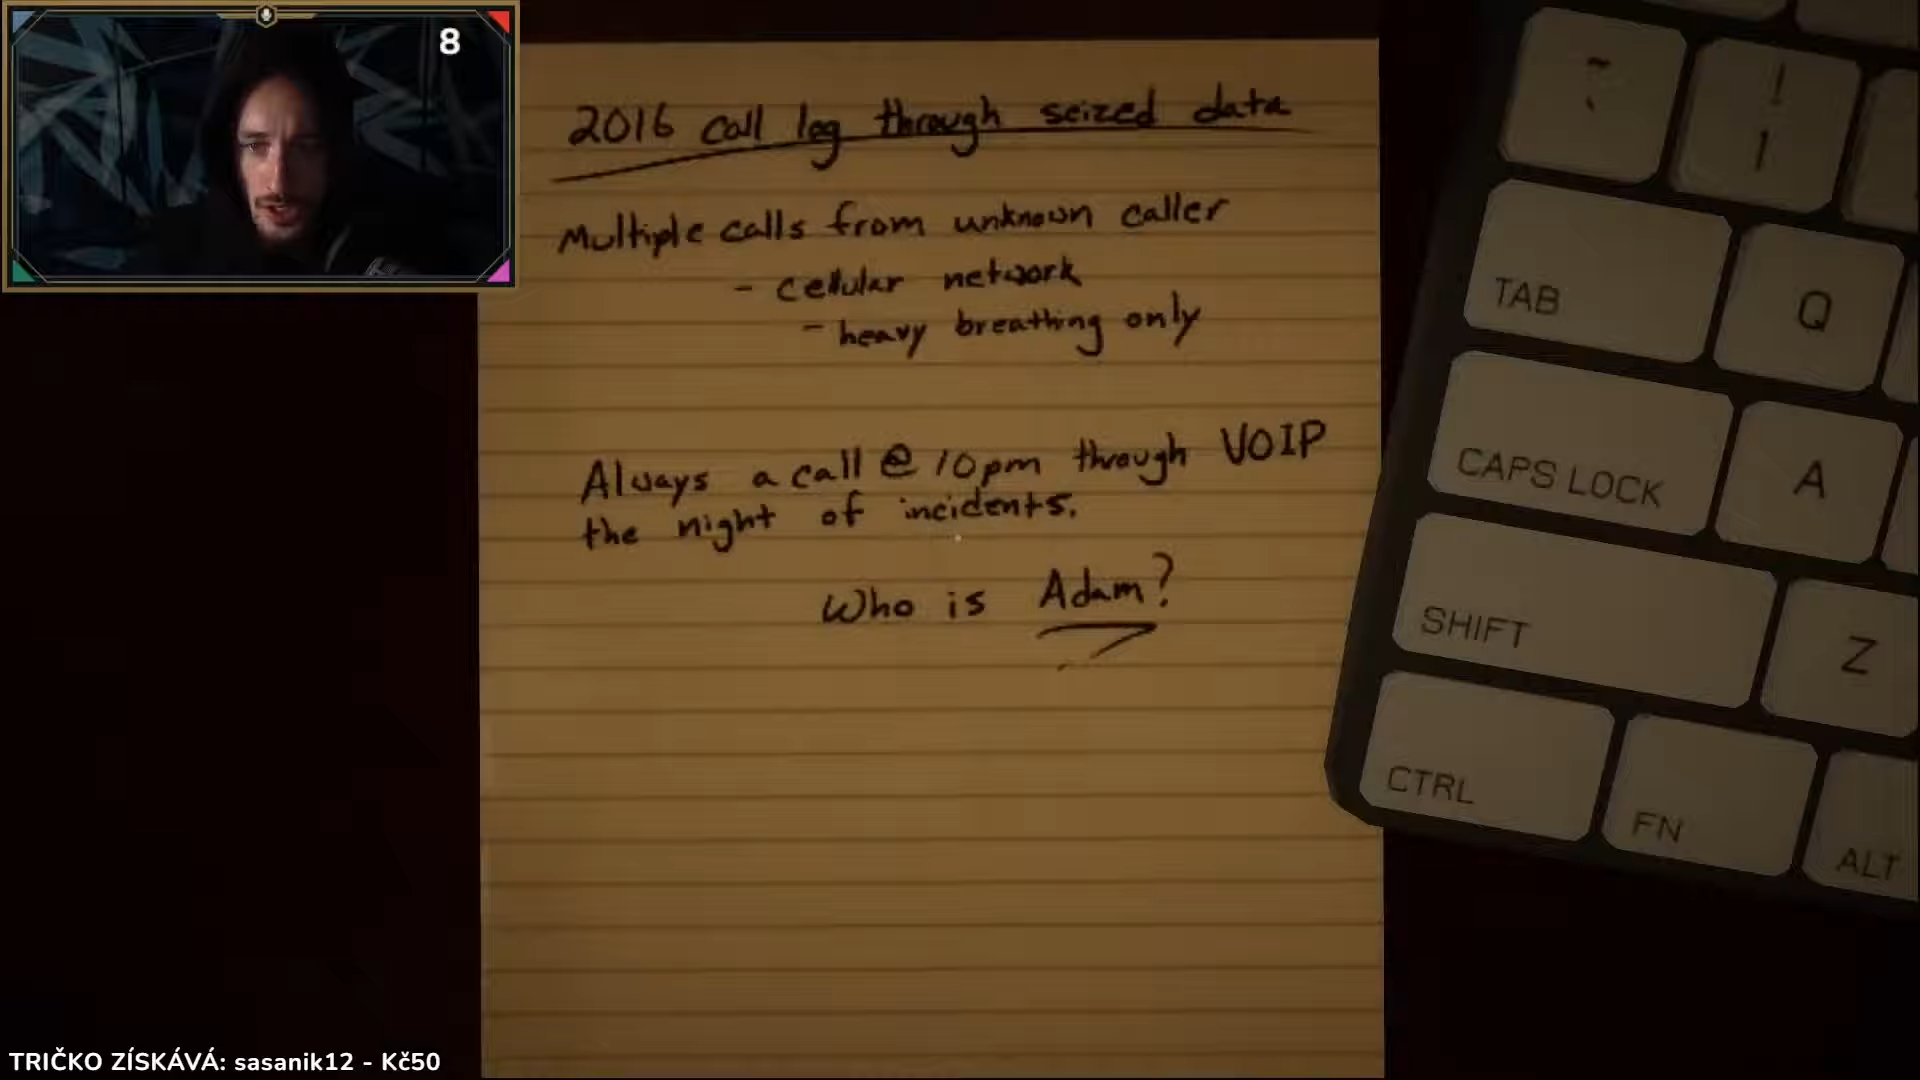 8
2016 call log through seized data
Multiple calls from unknown caller
- cellular network
- heavy breathing only
Always a call @ 10pm through VOIP
the night of incidents.
Who is Adam?
~
`
!
1
TAB
Q
CAPS LOCK
A
SHIFT
Z
CTRL
FN
ALT
TRIČKO ZÍSKÁVÁ: sasanik12 - Kč50